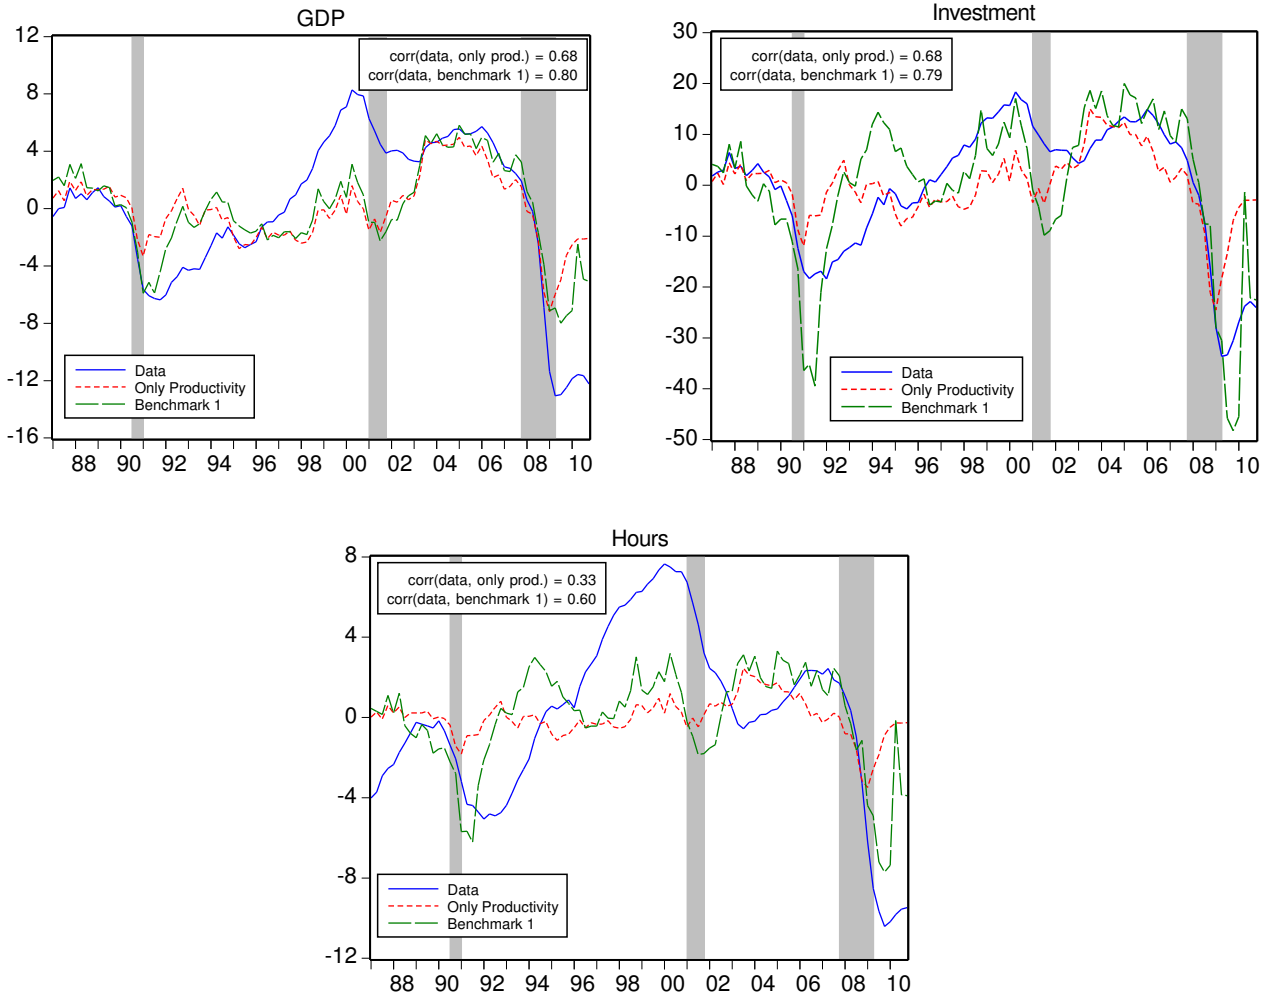 GDP
12
8
4
0
-4
-8
-12
-16
corr(data, only prod.) = 0.68
corr(data, benchmark 1) = 0.80
Data
Only Productivity
Benchmark 1
88 90 92 94 96 98 00 02 04 06 08 10
Investment
30
20
10
0
-10
-20
-30
-40
-50
corr(data, only prod.) = 0.68
corr(data, benchmark 1) = 0.79
Data
Only Productivity
Benchmark 1
88 90 92 94 96 98 00 02 04 06 08 10
Hours
8
4
0
-4
-8
-12
corr(data, only prod.) = 0.33
corr(data, benchmark 1) = 0.60
Data
Only Productivity
Benchmark 1
88 90 92 94 96 98 00 02 04 06 08 10